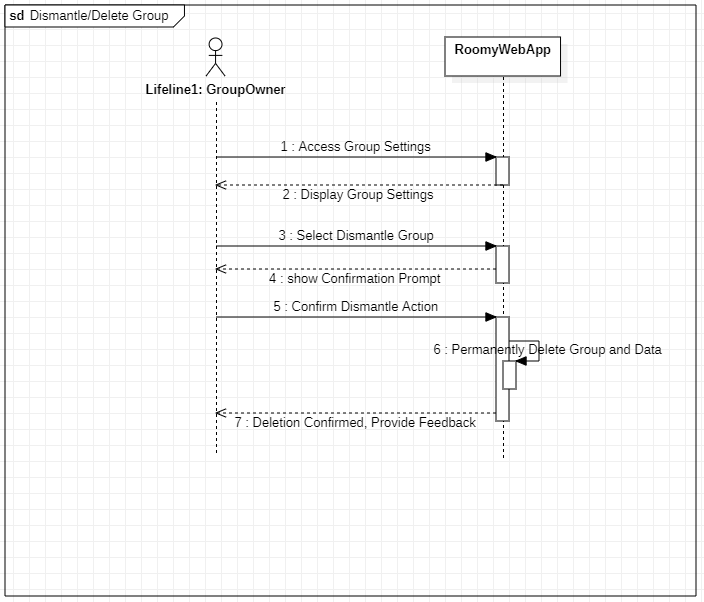 sd Dismantle/Delete Group
RoomyWebApp
Lifeline1: GroupOwner
1 : Access Group Settings
2 : Display Group Settings
3 : Select Dismantle Group
4 : show Confirmation Prompt
5 : Confirm Dismantle Action
6 : Permanently Delete Group and Data
7 : Deletion Confirmed, Provide Feedback